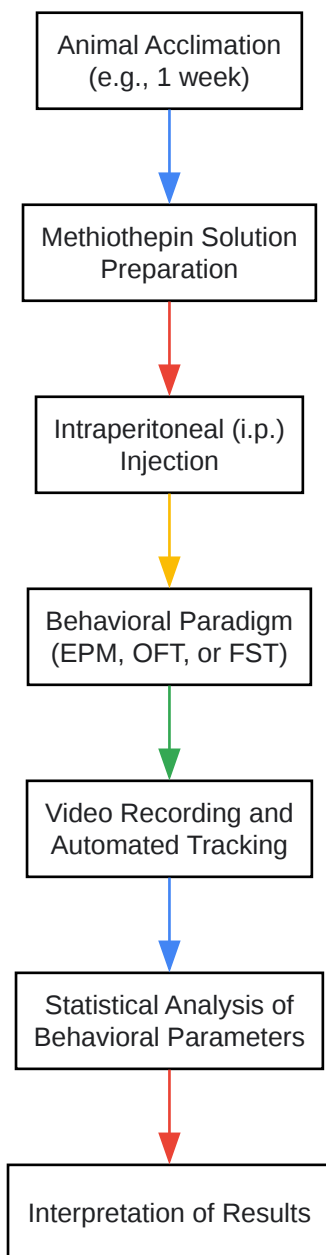 Animal Acclimation
(e.g., 1 week)
Methiothepin Solution
Preparation
Intraperitoneal (i.p.)
Injection
Behavioral Paradigm
(EPM, OFT, or FST)
Video Recording and
Automated Tracking
Statistical Analysis of
Behavioral Parameters
Interpretation of Results